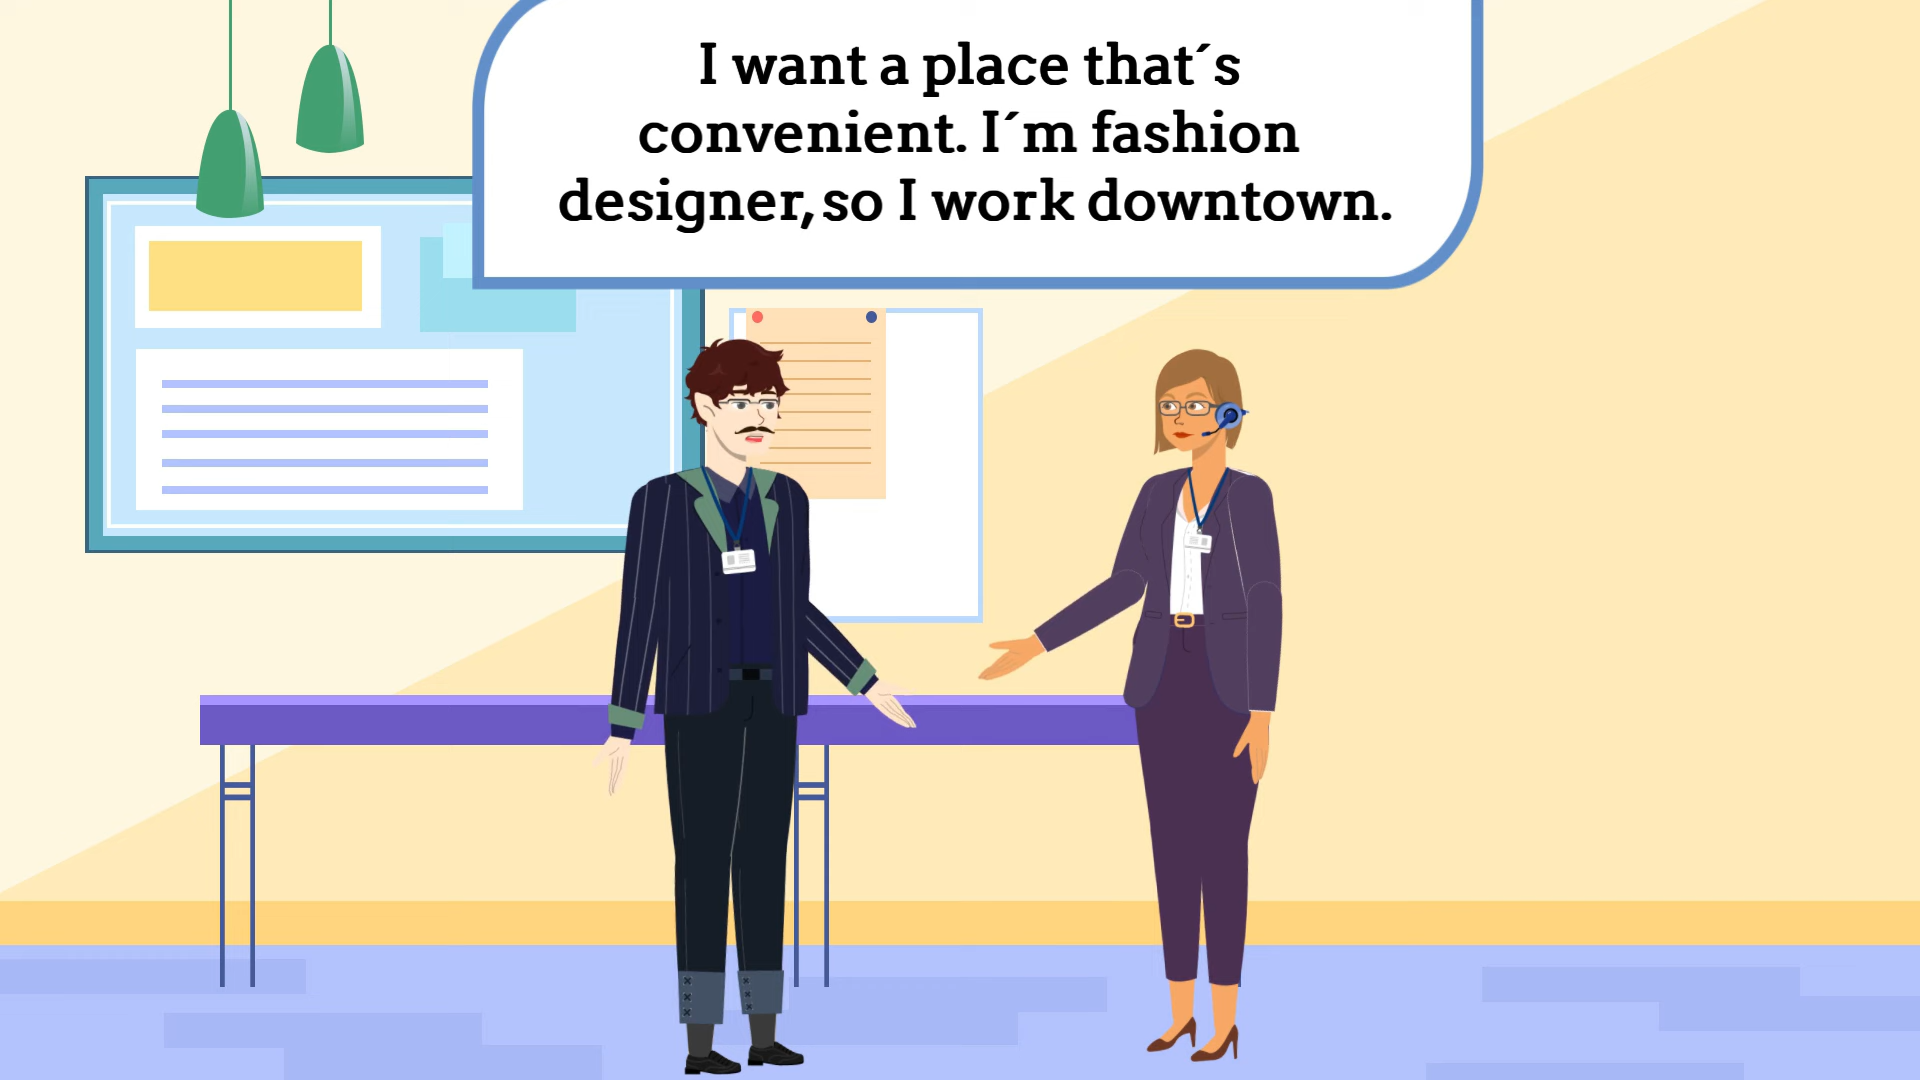 I want a place that´s
convenient. I´m fashion
designer, so I work downtown.